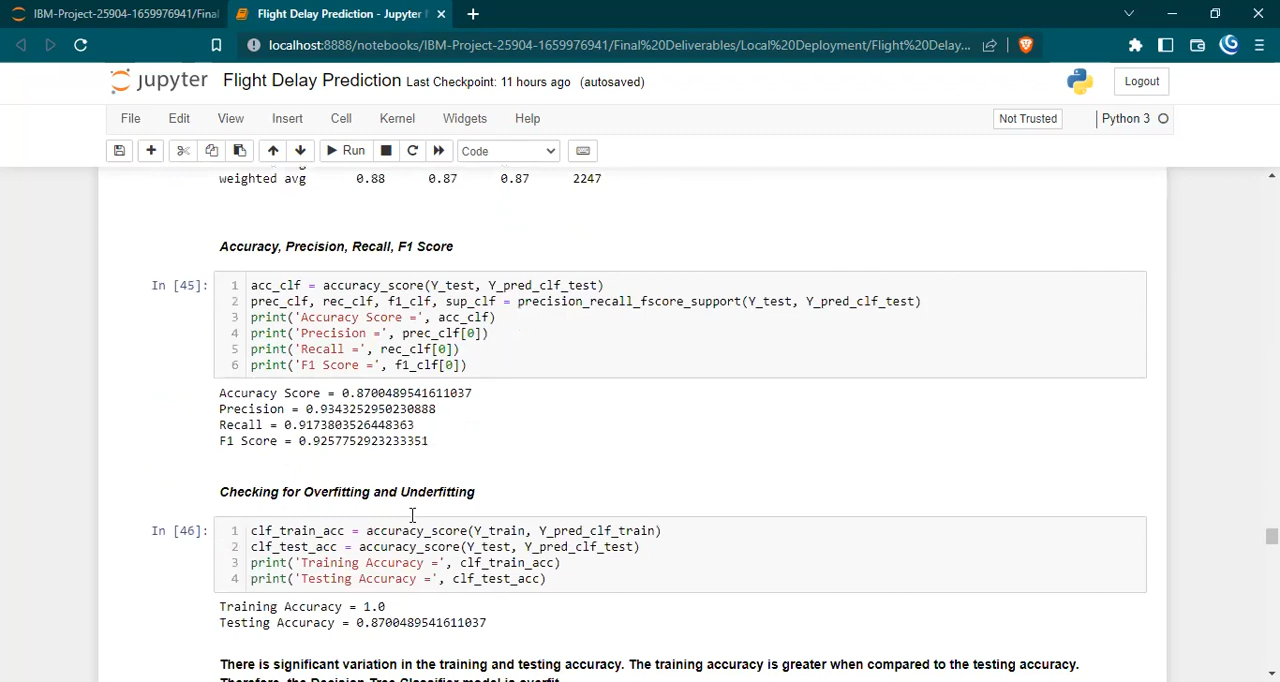 IBM-Project-25904-1659976941/Final
Flight Delay Prediction - Jupyter
localhost:8888/notebooks/IBM-Project-25904-1659976941/Final%20Deliverables/Local%20Deployment/Flight%20Delay...
jupyter Flight Delay Prediction Last Checkpoint: 11 hours ago (autosaved)
Logout
File Edit View Insert Cell Kernel Widgets Help
Not Trusted
Python 3
Run
Code
weighted avg 0.88 0.87 0.87 2247
Accuracy, Precision, Recall, F1 Score
In [45]:
1 acc_clf = accuracy_score(Y_test, Y_pred_clf_test)
2 prec_clf, rec_clf, f1_clf, sup_clf = precision_recall_fscore_support(Y_test, Y_pred_clf_test)
3 print('Accuracy Score =', acc_clf)
4 print('Precision =', prec_clf[0])
5 print('Recall =', rec_clf[0])
6 print('F1 Score =', f1_clf[0])
Accuracy Score = 0.8700489541611037
Precision = 0.9343252950230888
Recall = 0.9173803526448363
F1 Score = 0.9257752923233351
Checking for Overfitting and Underfitting
In [46]:
1 clf_train_acc = accuracy_score(Y_train, Y_pred_clf_train)
2 clf_test_acc = accuracy_score(Y_test, Y_pred_clf_test)
3 print('Training Accuracy =', clf_train_acc)
4 print('Testing Accuracy =', clf_test_acc)
Training Accuracy = 1.0
Testing Accuracy = 0.8700489541611037
There is significant variation in the training and testing accuracy. The training accuracy is greater when compared to the testing accuracy.
Therefore, the Decision Tree Classifier model is overfit.